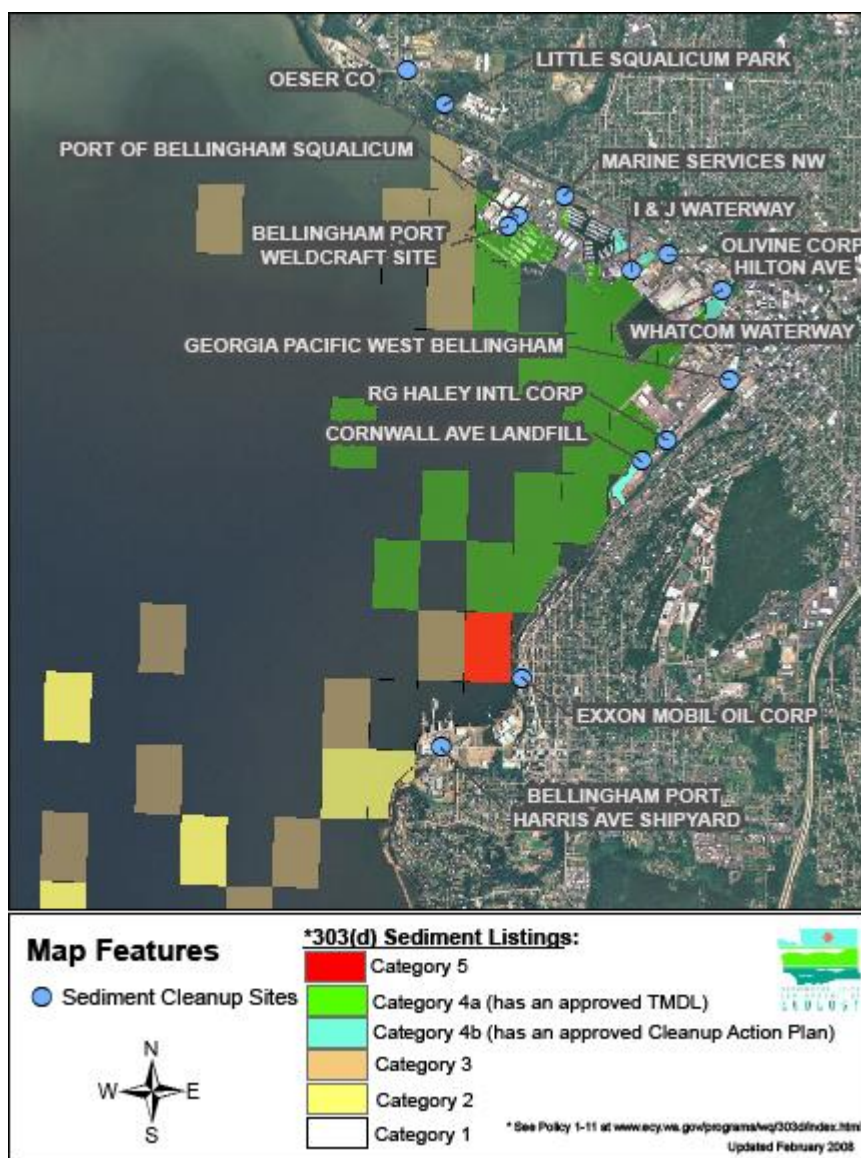 OESER CO
LITTLE SQUALICUM PARK
PORT OF BELLINGHAM SQUALICUM
MARINE SERVICES NW
I & J WATERWAY
BELLINGHAM PORT
WELDCRAFT SITE
OLIVINE CORP
HILTON AVE
WHATCOM WATERWAY
GEORGIA PACIFIC WEST BELLINGHAM
RG HALEY INTL CORP
CORNWALL AVE LANDFILL
EXXON MOBIL OIL CORP
BELLINGHAM PORT
HARRIS AVE SHIPYARD
Map Features
Sediment Cleanup Sites
N
W E
S
*303(d) Sediment Listings:
Category 5
Category 4a (has an approved TMDL)
Category 4b (has an approved Cleanup Action Plan)
Category 3
Category 2
Category 1
ECOLOGY
* See Policy 1-11 at www.ecy.wa.gov/programs/wq/303d/index.html
Updated February 2008